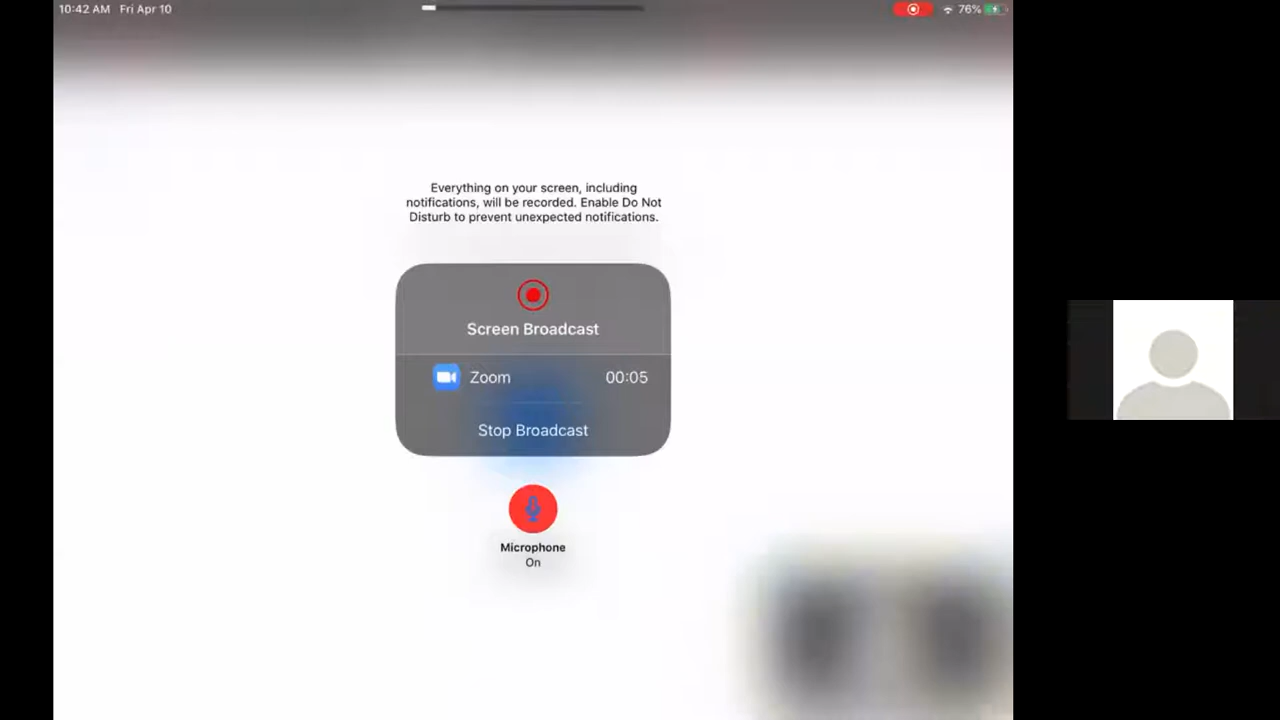 10:42 AM Fri Apr 10
76%
Everything on your screen, including
notifications, will be recorded. Enable Do Not
Disturb to prevent unexpected notifications.
Screen Broadcast
Zoom 00:05
Stop Broadcast
Microphone
On